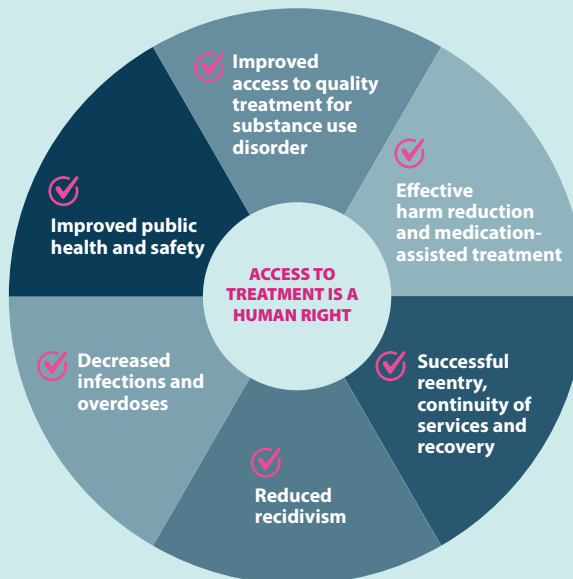 Improved
access to quality
treatment for
substance use
disorder
Effective
harm reduction
and medication-
assisted treatment
Successful
reentry,
continuity of
services and
recovery
Reduced
recidivism
Decreased
infections and
overdoses
Improved public
health and safety
ACCESS TO
TREATMENT IS A
HUMAN RIGHT